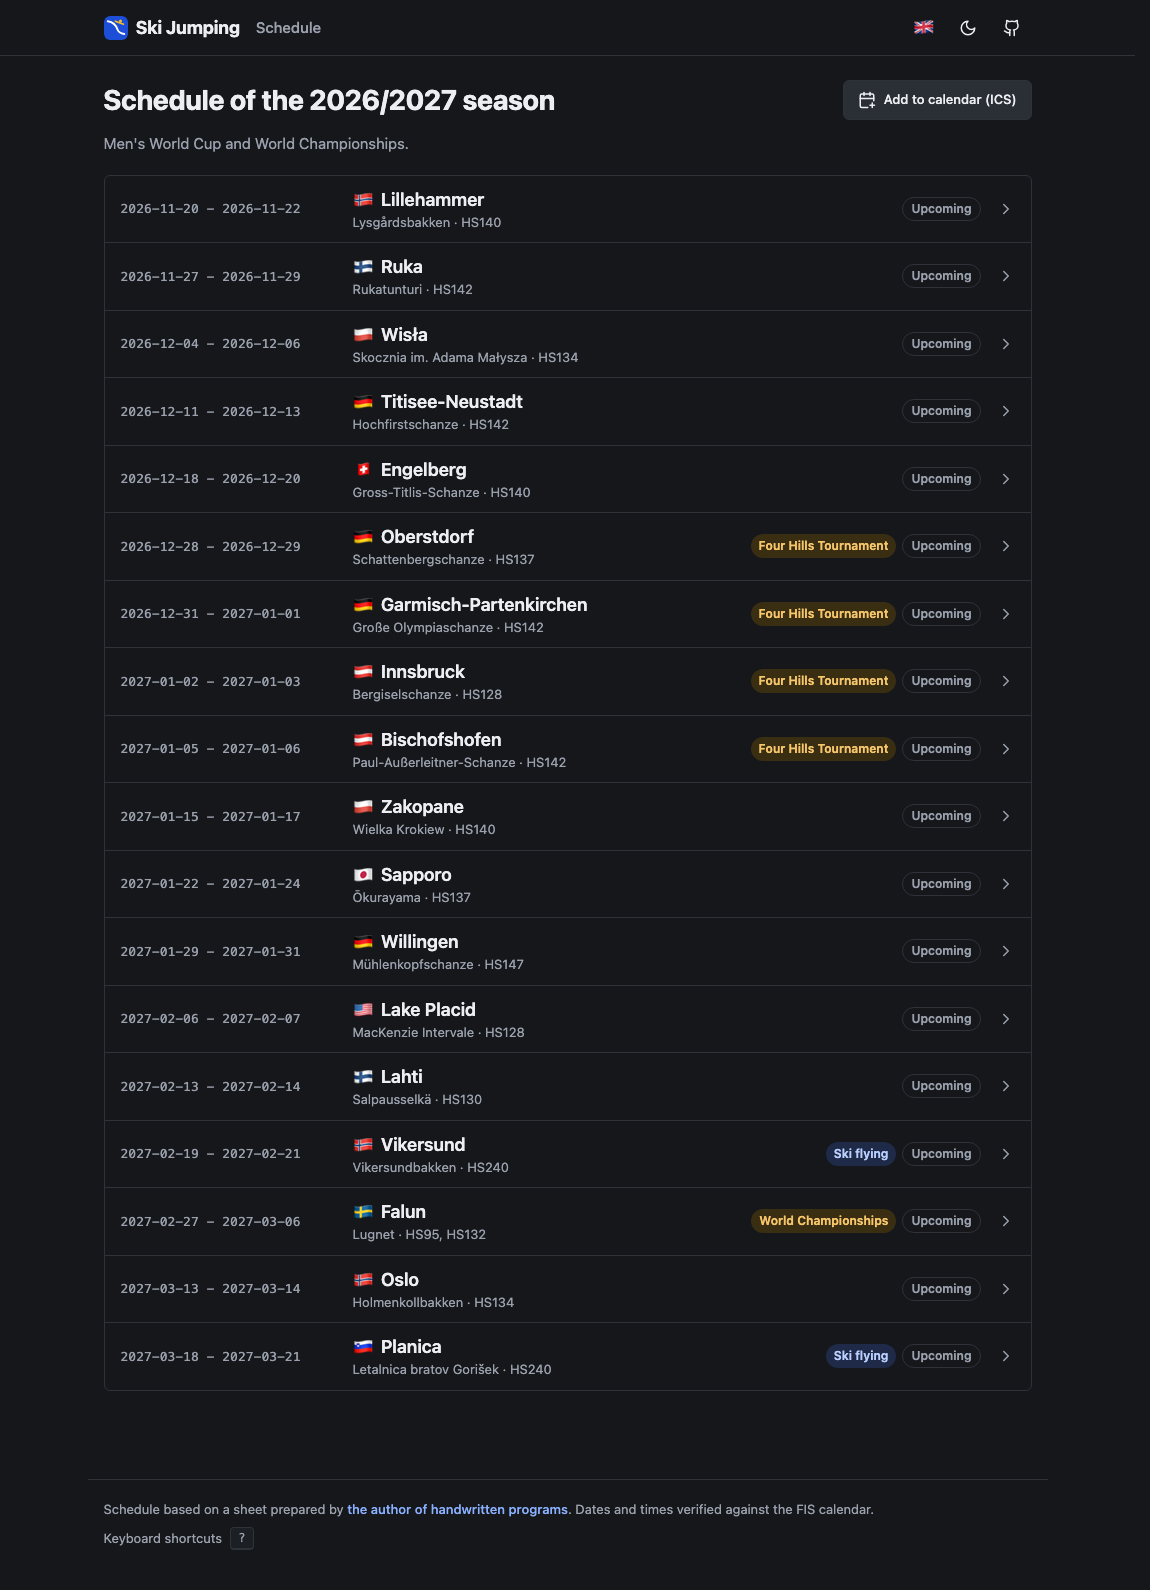 Ski Jumping Schedule
Schedule of the 2026/2027 season
Add to calendar (ICS)
Men's World Cup and World Championships.
2026-11-20 – 2026-11-22
Lillehammer
Lysgårdsbakken · HS140
Upcoming
2026-11-27 – 2026-11-29
Ruka
Rukatunturi · HS142
Upcoming
2026-12-04 – 2026-12-06
Wisła
Skocznia im. Adama Małysza · HS134
Upcoming
2026-12-11 – 2026-12-13
Titisee-Neustadt
Hochfirstschanze · HS142
Upcoming
2026-12-18 – 2026-12-20
Engelberg
Gross-Titlis-Schanze · HS140
Upcoming
2026-12-28 – 2026-12-29
Oberstdorf
Schattenbergschanze · HS137
Four Hills Tournament Upcoming
2026-12-31 – 2027-01-01
Garmisch-Partenkirchen
Große Olympiaschanze · HS142
Four Hills Tournament Upcoming
2027-01-02 – 2027-01-03
Innsbruck
Bergiselschanze · HS128
Four Hills Tournament Upcoming
2027-01-05 – 2027-01-06
Bischofshofen
Paul-Außerleitner-Schanze · HS142
Four Hills Tournament Upcoming
2027-01-15 – 2027-01-17
Zakopane
Wielka Krokiew · HS140
Upcoming
2027-01-22 – 2027-01-24
Sapporo
Ōkurayama · HS137
Upcoming
2027-01-29 – 2027-01-31
Willingen
Mühlenkopfschanze · HS147
Upcoming
2027-02-06 – 2027-02-07
Lake Placid
MacKenzie Intervale · HS128
Upcoming
2027-02-13 – 2027-02-14
Lahti
Salpausselkä · HS130
Upcoming
2027-02-19 – 2027-02-21
Vikersund
Vikersundbakken · HS240
Ski flying Upcoming
2027-02-27 – 2027-03-06
Falun
Lugnet · HS95, HS132
World Championships Upcoming
2027-03-13 – 2027-03-14
Oslo
Holmenkollbakken · HS134
Upcoming
2027-03-18 – 2027-03-21
Planica
Letalnica bratov Gorišek · HS240
Ski flying Upcoming
Schedule based on a sheet prepared by the author of handwritten programs. Dates and times verified against the FIS calendar.
Keyboard shortcuts ?